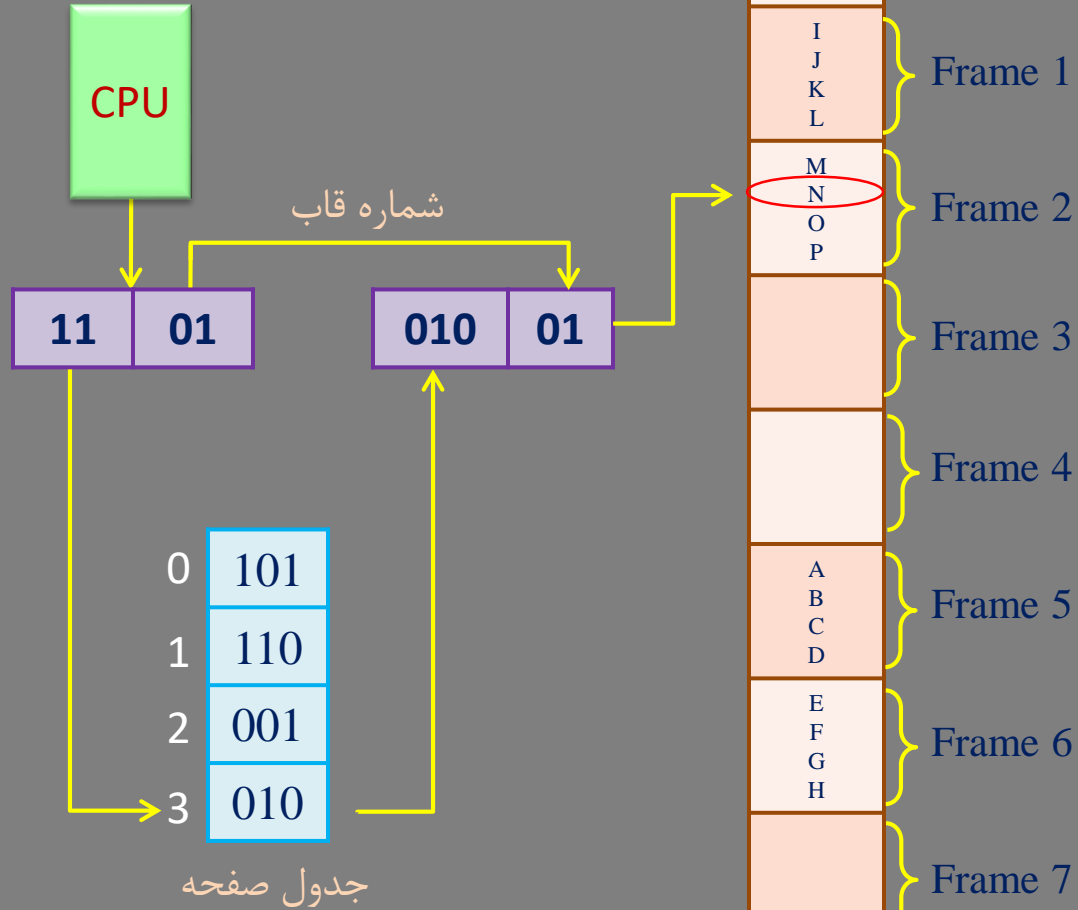 CPU
شماره قاب
11 01
010 01
0 101
1 110
2 001
3 010
جدول صفحه
I
J
K
L
Frame 1
M
N
O
P
Frame 2
Frame 3
Frame 4
A
B
C
D
Frame 5
E
F
G
H
Frame 6
Frame 7